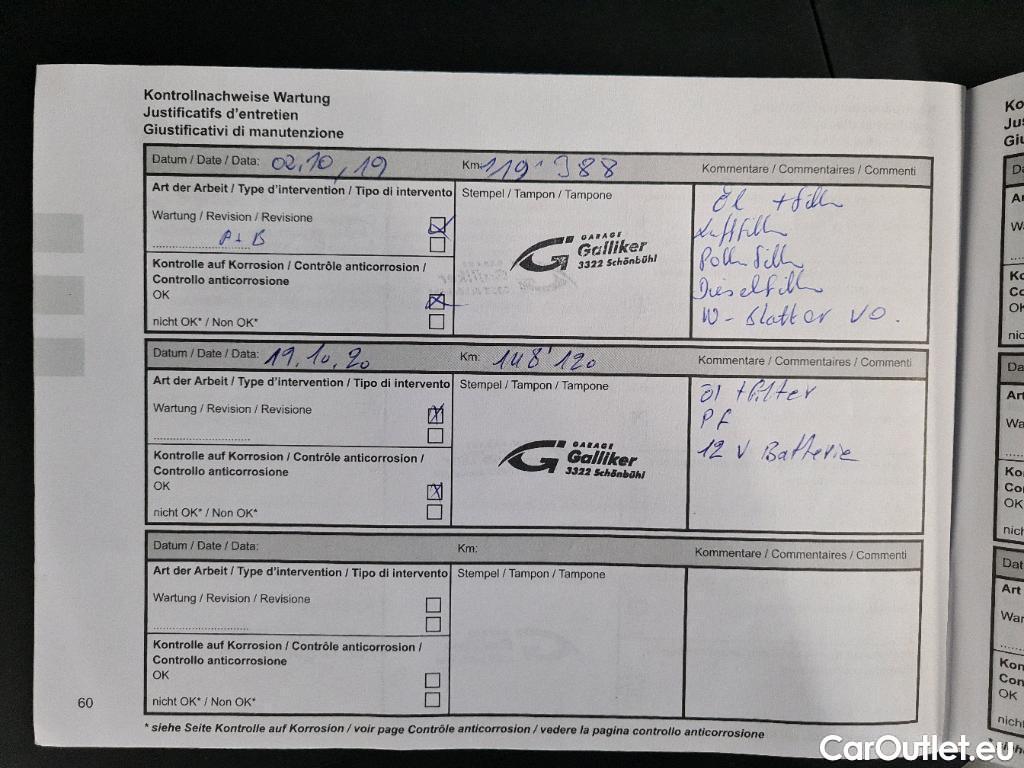 Kontrollnachweise Wartung
Justificatifs d'entretien
Giustificativi di manutenzione
Datum / Date / Data: 02.10.19 Km: 119'388 Kommentare / Commentaires / Commenti
Art der Arbeit / Type d'intervention / Tipo di intervento Stempel / Tampon / Tampone
Wartung / Revision / Revisione
A+B
Kontrolle auf Korrosion / Contrôle anticorrosion /
Controllo anticorrosione
OK
nicht OK* / Non OK*
GARAGE
Galliker
3322 Schönbühl
Öl + Filter
Luftfilter
Pollenfilter
Dieselfilter
W-Blätter VO.
Datum / Date / Data: 19.10.20 Km: 148'120 Kommentare / Commentaires / Commenti
Art der Arbeit / Type d'intervention / Tipo di intervento Stempel / Tampon / Tampone
Wartung / Revision / Revisione
Kontrolle auf Korrosion / Contrôle anticorrosion /
Controllo anticorrosione
OK
nicht OK* / Non OK*
GARAGE
Galliker
3322 Schönbühl
Öl + Filter
PF
12 V Batterie
Datum / Date / Data: Km: Kommentare / Commentaires / Commenti
Art der Arbeit / Type d'intervention / Tipo di intervento Stempel / Tampon / Tampone
Wartung / Revision / Revisione
Kontrolle auf Korrosion / Contrôle anticorrosion /
Controllo anticorrosione
OK
nicht OK* / Non OK*
60
* siehe Seite Kontrolle auf Korrosion / voir page Contrôle anticorrosion / vedere la pagina controllo anticorrosione
CarOutlet.eu